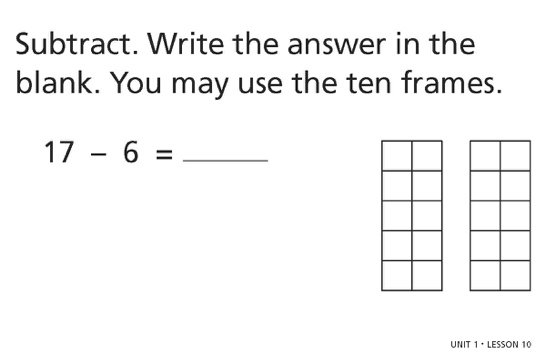 Subtract. Write the answer in the
blank. You may use the ten frames.
17 – 6 = ______
UNIT 1 • LESSON 10